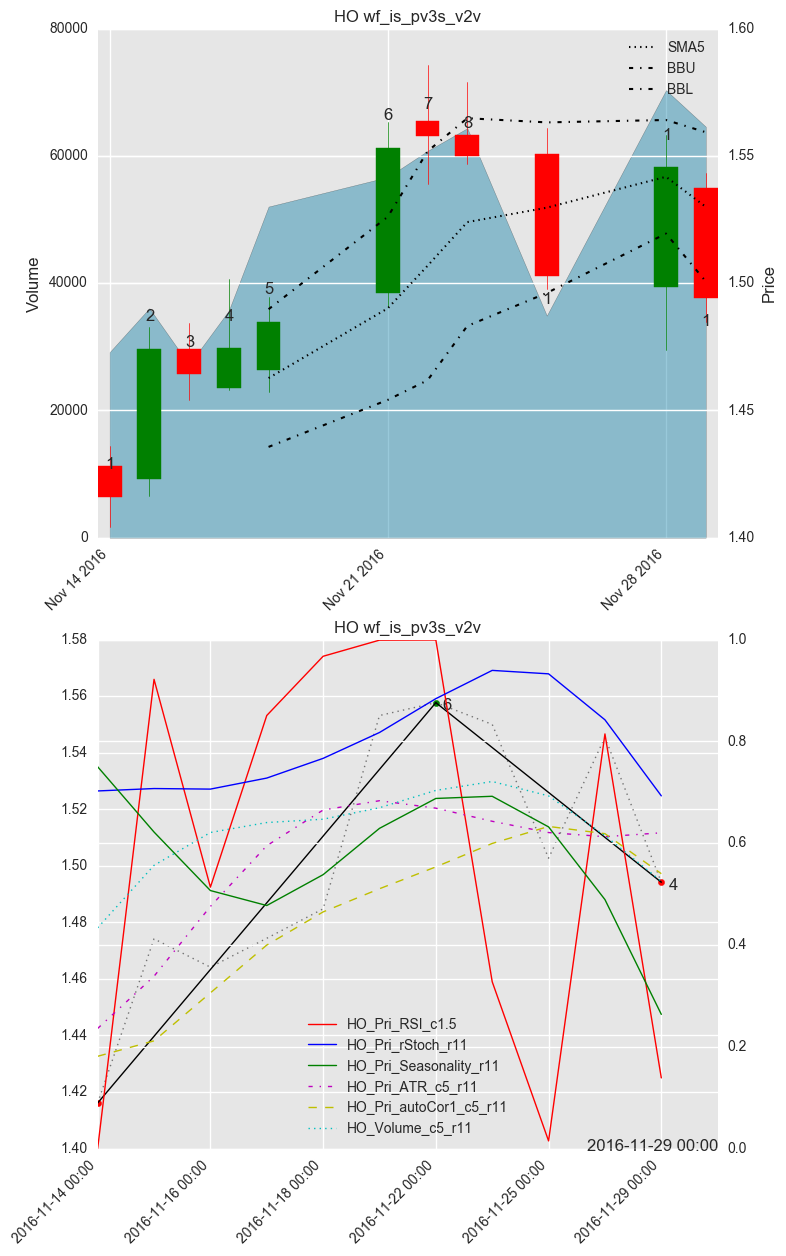 HO wf_is_pv3s_v2v
80000
60000
40000
20000
0
Volume
1.60
1.55
1.50
1.45
1.40
Price
SMA5
BBU
BBL
1
2
3
4
5
6
7
8
1
1
1
Nov 14 2016
Nov 21 2016
Nov 28 2016
HO wf_is_pv3s_v2v
1.58
1.56
1.54
1.52
1.50
1.48
1.46
1.44
1.42
1.40
1.0
0.8
0.6
0.4
0.2
0.0
6
4
HO_Pri_RSI_c1.5
HO_Pri_rStoch_r11
HO_Pri_Seasonality_r11
HO_Pri_ATR_c5_r11
HO_Pri_autoCor1_c5_r11
HO_Volume_c5_r11
2016-11-29 00:00
2016-11-14 00:00
2016-11-16 00:00
2016-11-18 00:00
2016-11-22 00:00
2016-11-25 00:00
2016-11-29 00:00